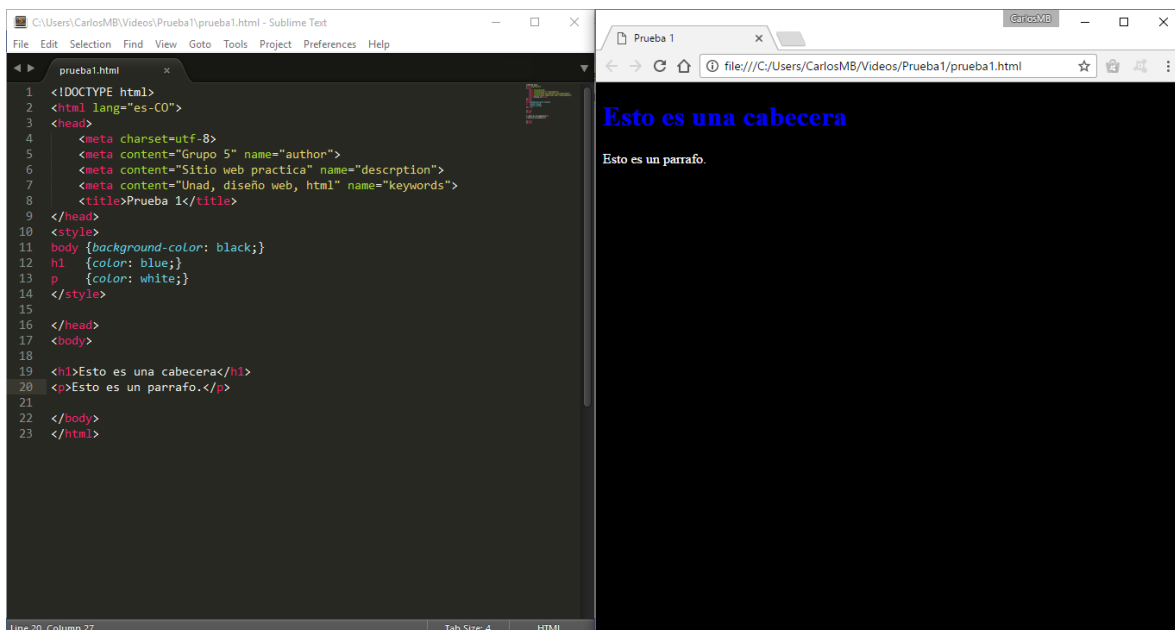 C:\Users\CarlosMB\Videos\Prueba1\prueba1.html - Sublime Text
File Edit Selection Find View Goto Tools Project Preferences Help
prueba1.html
1 <!DOCTYPE html>
2 <html lang="es-CO">
3 <head>
4     <meta charset=utf-8>
5     <meta content="Grupo 5" name="author">
6     <meta content="Sitio web practica" name="descrption">
7     <meta content="Unad, diseño web, html" name="keywords">
8     <title>Prueba 1</title>
9 </head>
10 <style>
11 body {background-color: black;}
12 h1   {color: blue;}
13 p    {color: white;}
14 </style>
15
16 </head>
17 <body>
18
19 <h1>Esto es una cabecera</h1>
20 <p>Esto es un parrafo.</p>
21
22 </body>
23 </html>
Line 20, Column 27 Tab Size: 4 HTML
CarlosMB
Prueba 1
file:///C:/Users/CarlosMB/Videos/Prueba1/prueba1.html
Esto es una cabecera
Esto es un parrafo.